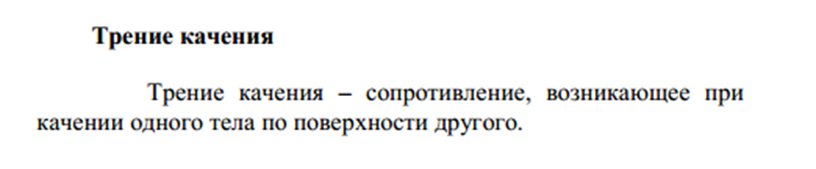 Трение качения
Трение качения – сопротивление, возникающее при
качении одного тела по поверхности другого.